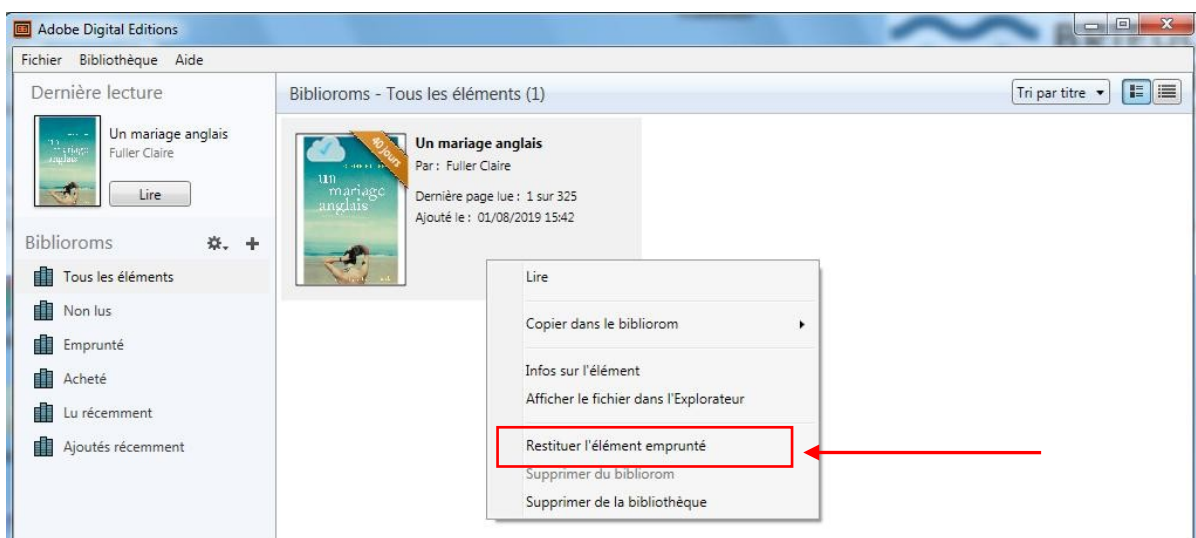 Adobe Digital Editions
Fichier Bibliothèque Aide
Dernière lecture
Un mariage anglais
Fuller Claire
Lire
Biblioroms
Tous les éléments
Non lus
Emprunté
Acheté
Lu récemment
Ajoutés récemment
Biblioroms - Tous les éléments (1)
Tri par titre
40 jours
un
mariage
anglais
Un mariage anglais
Par : Fuller Claire
Dernière page lue : 1 sur 325
Ajouté le : 01/08/2019 15:42
Lire
Copier dans le bibliorom
Infos sur l'élément
Afficher le fichier dans l'Explorateur
Restituer l'élément emprunté
Supprimer du bibliorom
Supprimer de la bibliothèque